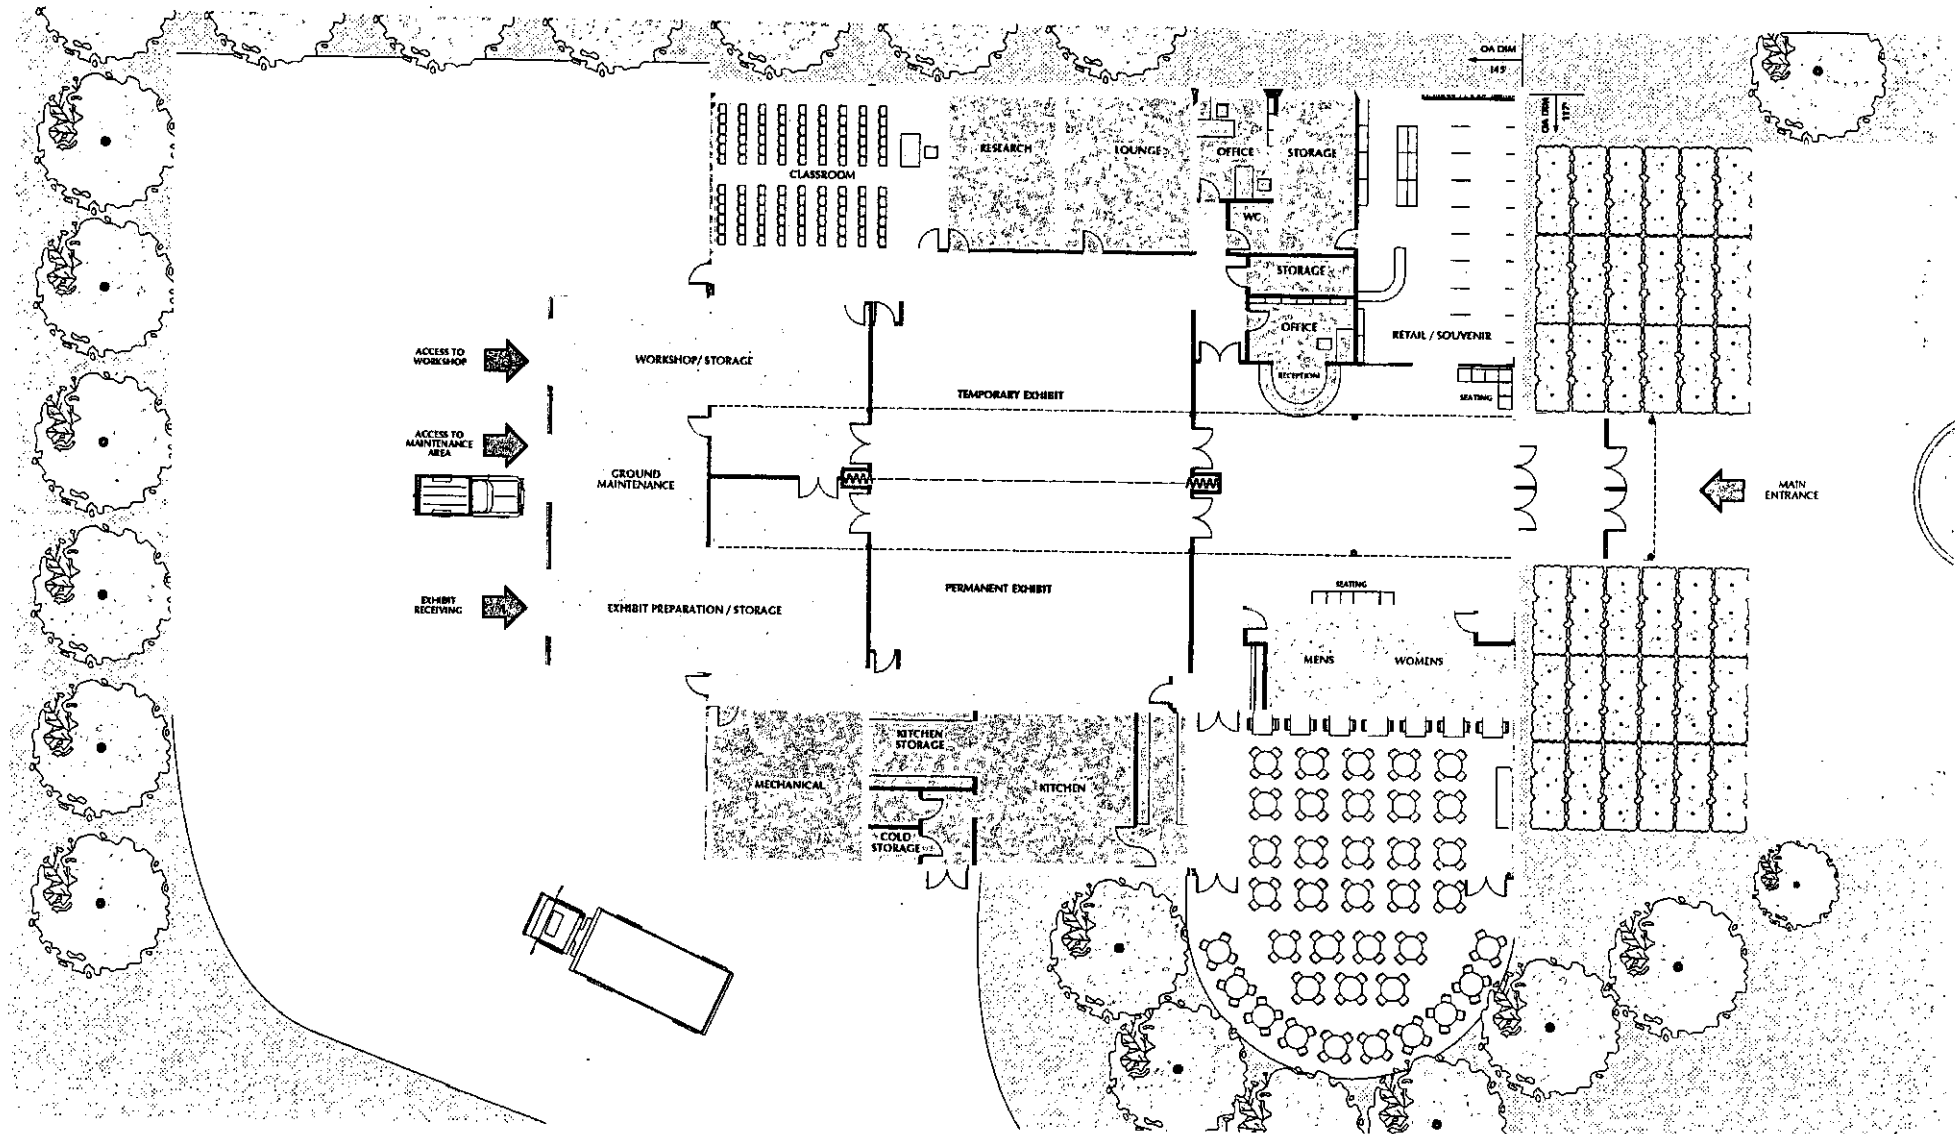 OA DIM
145'
OA DIM
117'
CLASSROOM
RESEARCH
LOUNGE
OFFICE
STORAGE
WC
STORAGE
OFFICE
RETAIL / SOUVENIR
RECEPTION
SEATING
ACCESS TO
WORKSHOP
WORKSHOP/ STORAGE
TEMPORARY EXHIBIT
ACCESS TO
MAINTENANCE
AREA
GROUND
MAINTENANCE
MAIN
ENTRANCE
EXHIBIT
RECEIVING
EXHIBIT PREPARATION / STORAGE
PERMANENT EXHIBIT
SEATING
MENS
WOMENS
KITCHEN
STORAGE
MECHANICAL
KITCHEN
COLD
STORAGE